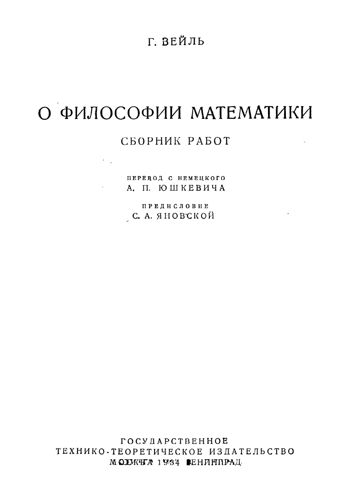 Г. ВЕЙЛЬ
О ФИЛОСОФИИ МАТЕМАТИКИ
СБОРНИК РАБОТ
ПЕРЕВОД С НЕМЕЦКОГО
А. П. ЮШКЕВИЧА
ПРЕДИСЛОВИЕ
С. А. ЯНОВСКОЙ
ГОСУДАРСТВЕННОЕ
ТЕХНИКО-ТЕОРЕТИЧЕСКОЕ ИЗДАТЕЛЬСТВО
МОСКВА 1934 ЛЕНИНГРАД